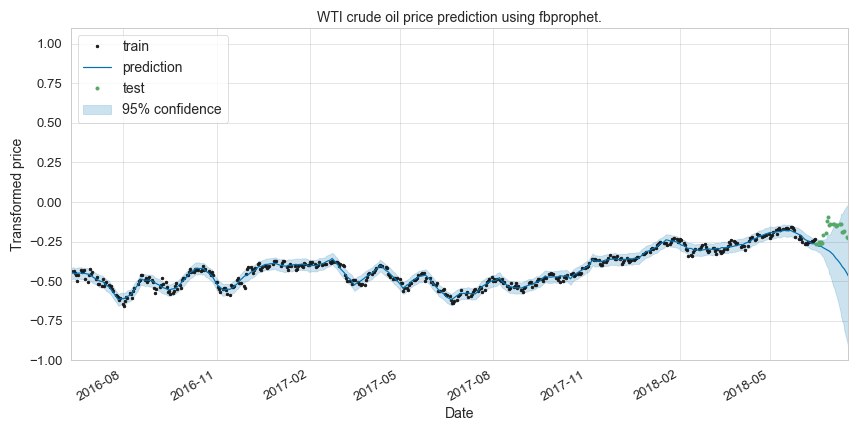 WTI crude oil price prediction using fbprophet.
train
prediction
test
95% confidence
1.00
0.75
0.50
0.25
0.00
−0.25
−0.50
−0.75
−1.00
Transformed price
2016-08
2016-11
2017-02
2017-05
2017-08
2017-11
2018-02
2018-05
Date